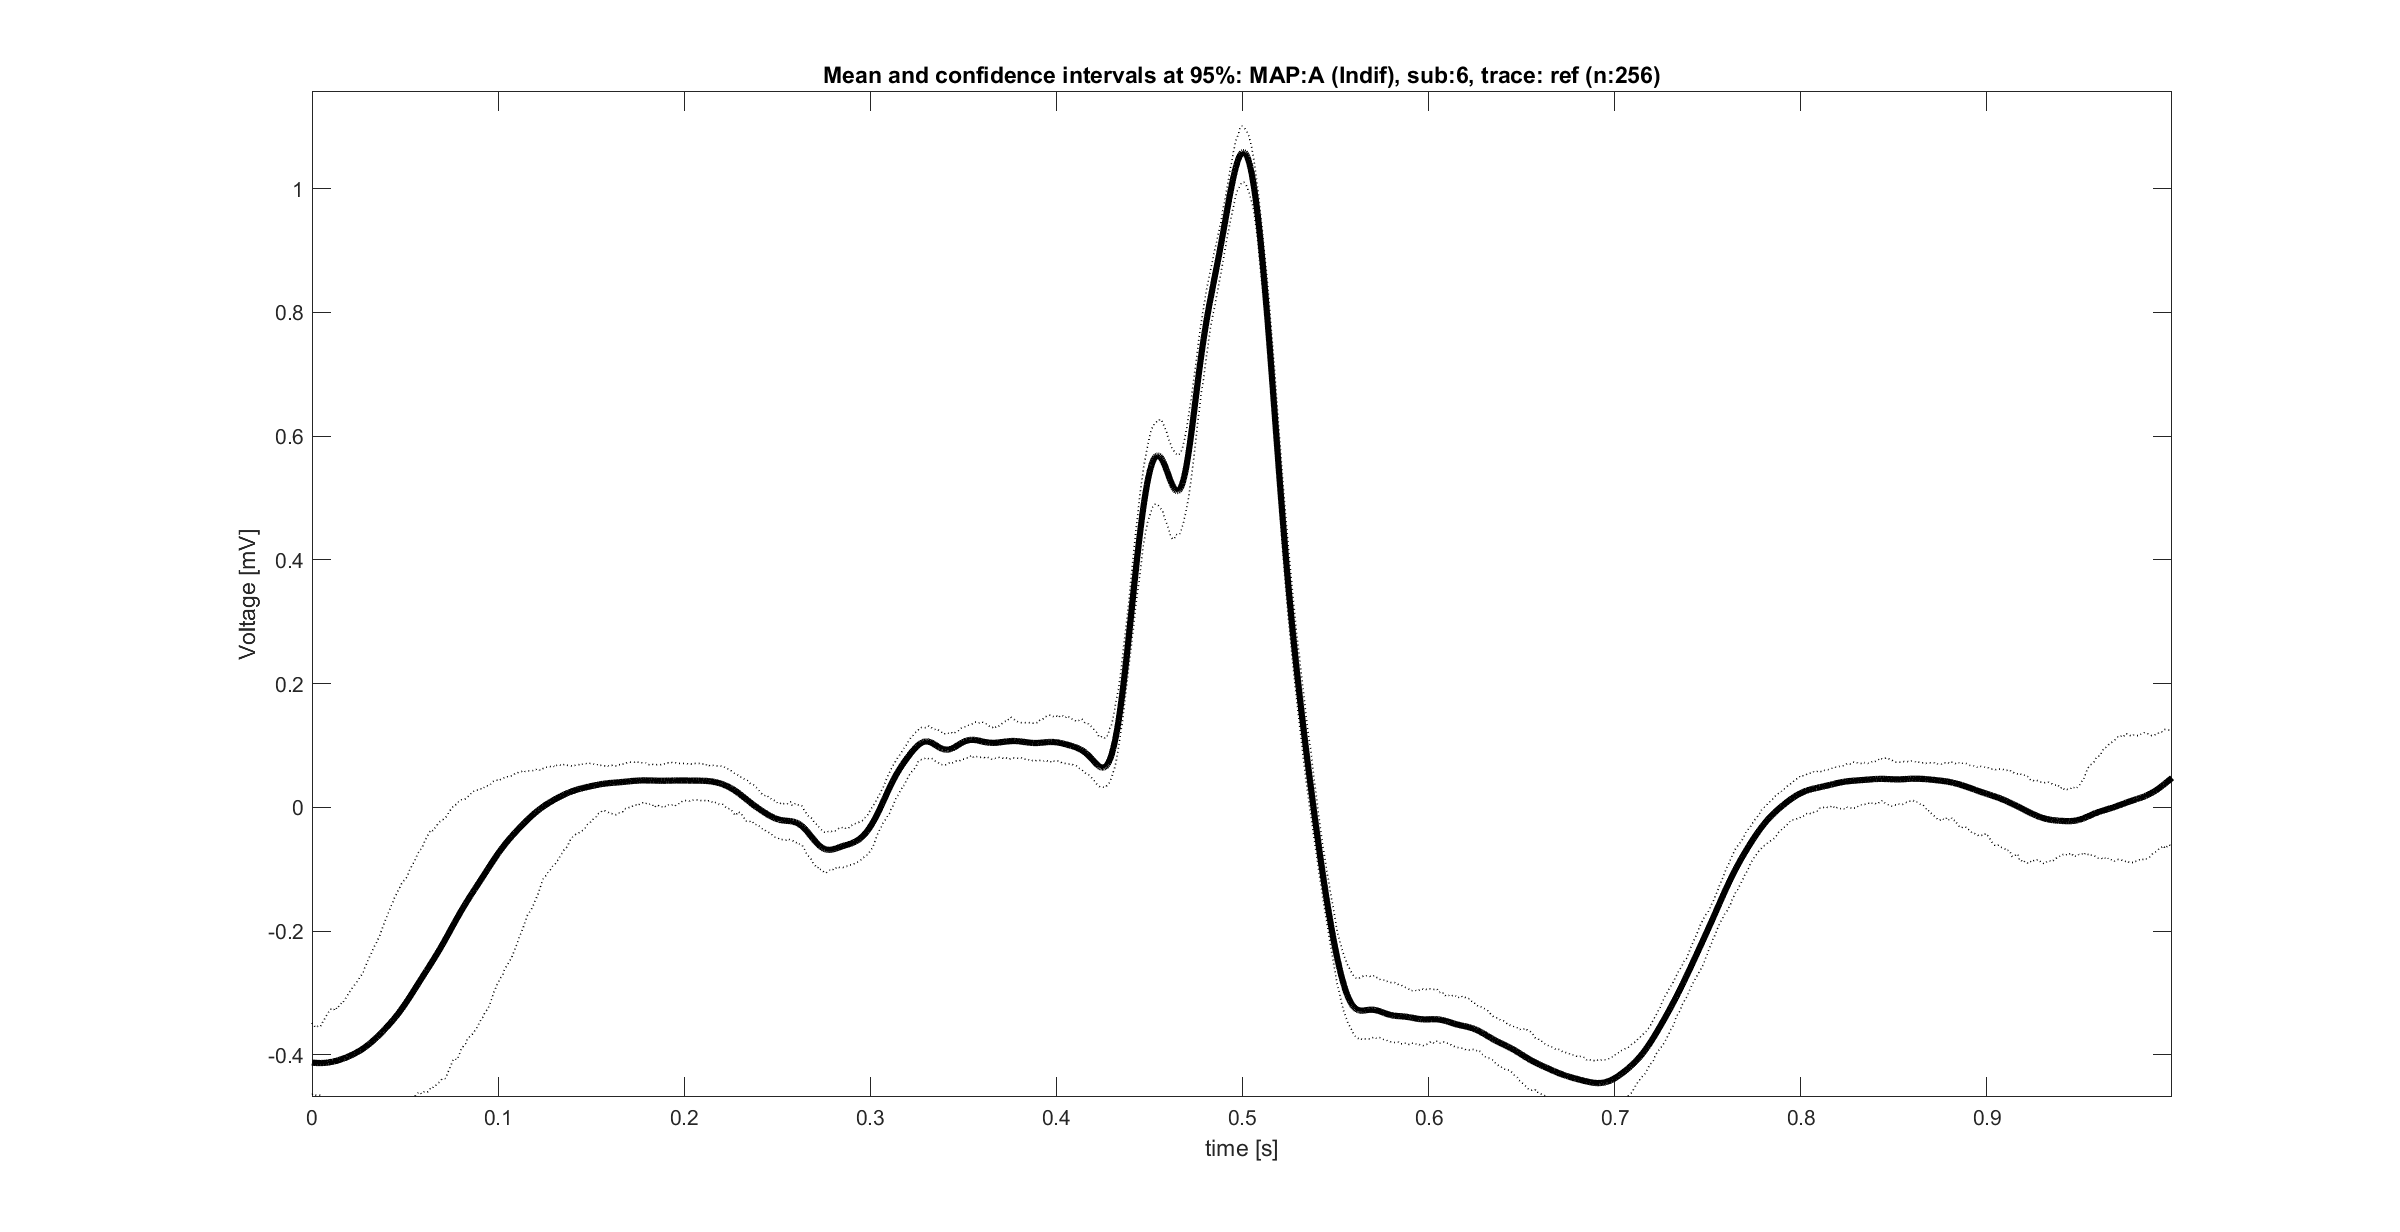 Mean and confidence intervals at 95%: MAP:A (Indif), sub:6, trace: ref (n:256)
1
0.8
0.6
0.4
0.2
0
-0.2
-0.4
Voltage [mV]
0 0.1 0.2 0.3 0.4 0.5 0.6 0.7 0.8 0.9
time [s]